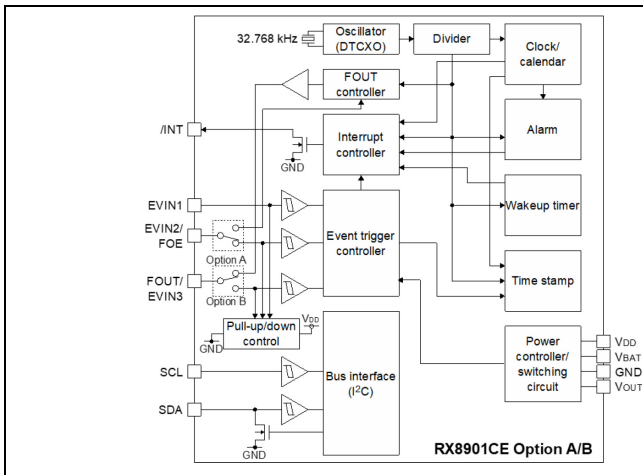 32.768 kHz
Oscillator
(DTCXO)
Divider
Clock/
calendar
FOUT
controller
/INT
GND
Interrupt
controller
Alarm
EVIN1
EVIN2/
FOE
Option A
FOUT/
EVIN3
Option B
Event trigger
controller
Wakeup timer
Time stamp
GND
Pull-up/down
control
VDD
SCL
SDA
GND
Bus interface
(I²C)
Power
controller/
switching
circuit
VDD
VBAT
GND
VOUT
RX8901CE Option A/B